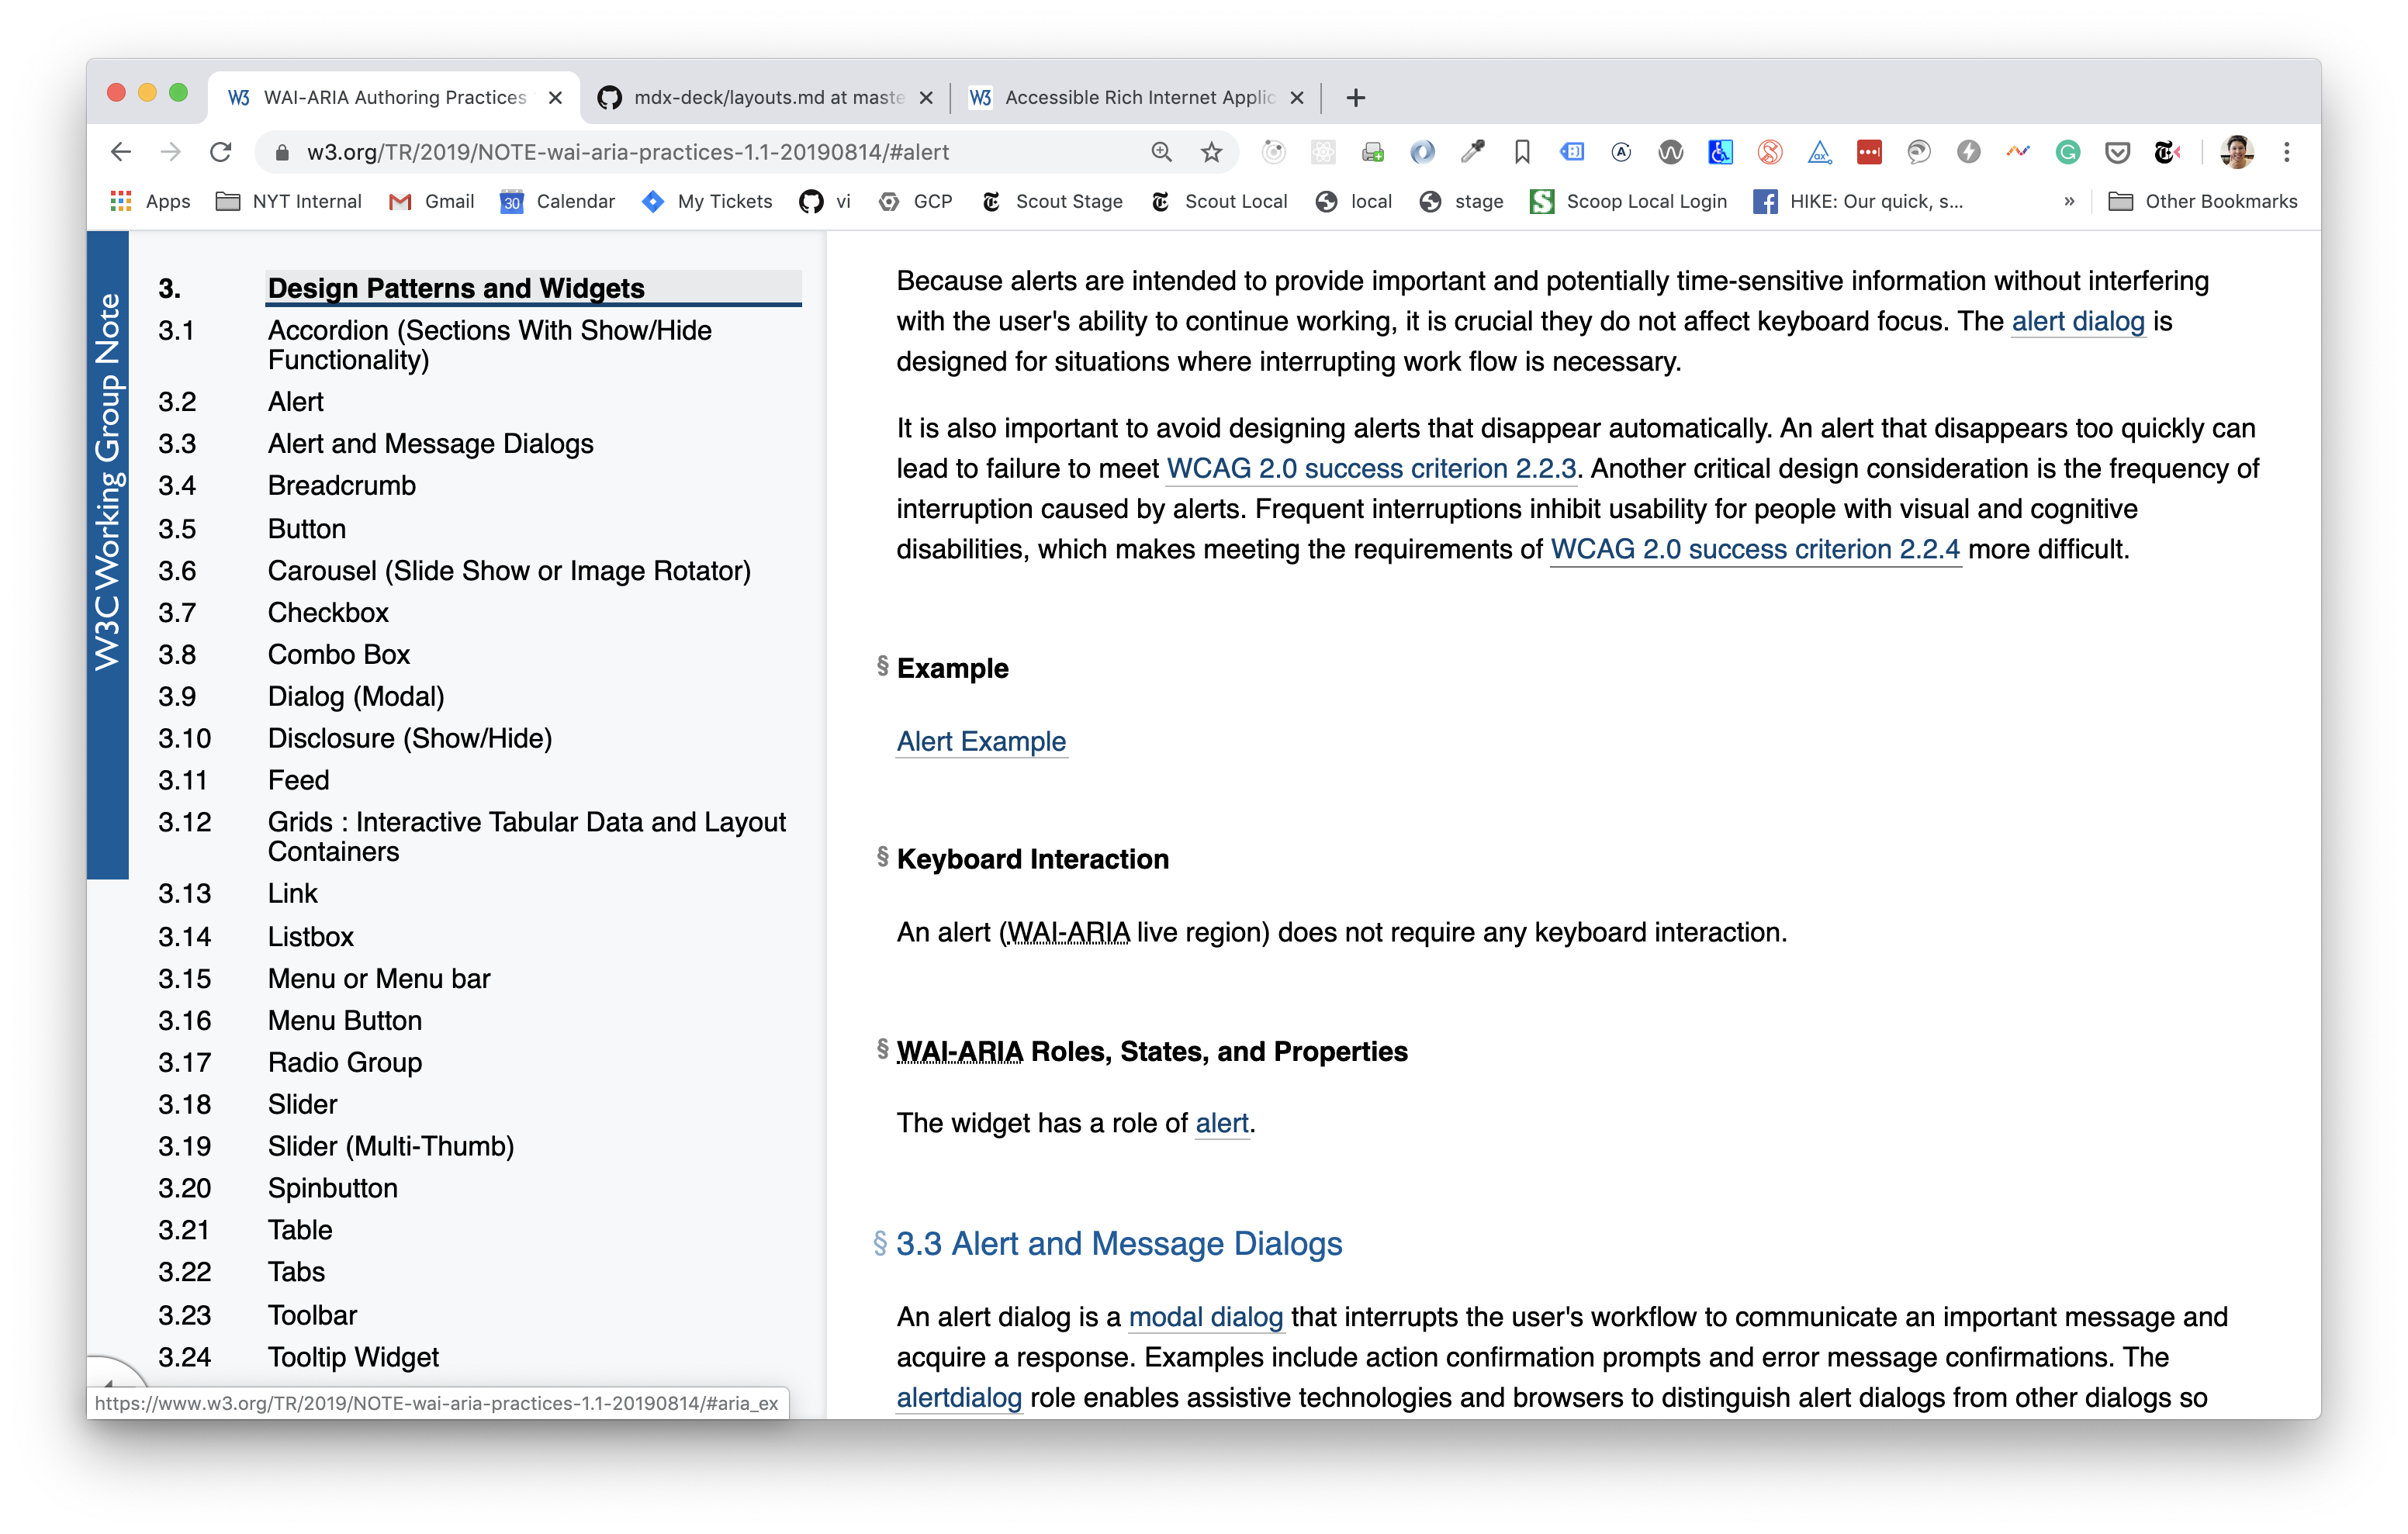 WAI-ARIA Authoring Practices
mdx-deck/layouts.md at maste
Accessible Rich Internet Applic
w3.org/TR/2019/NOTE-wai-aria-practices-1.1-20190814/#alert
Apps
NYT Internal
Gmail
30
Calendar
My Tickets
vi
GCP
Scout Stage
Scout Local
local
stage
Scoop Local Login
HIKE: Our quick, s...
»
Other Bookmarks
W3C Working Group Note
3. Design Patterns and Widgets
3.1 Accordion (Sections With Show/Hide
Functionality)
3.2 Alert
3.3 Alert and Message Dialogs
3.4 Breadcrumb
3.5 Button
3.6 Carousel (Slide Show or Image Rotator)
3.7 Checkbox
3.8 Combo Box
3.9 Dialog (Modal)
3.10 Disclosure (Show/Hide)
3.11 Feed
3.12 Grids : Interactive Tabular Data and Layout
Containers
3.13 Link
3.14 Listbox
3.15 Menu or Menu bar
3.16 Menu Button
3.17 Radio Group
3.18 Slider
3.19 Slider (Multi-Thumb)
3.20 Spinbutton
3.21 Table
3.22 Tabs
3.23 Toolbar
3.24 Tooltip Widget
https://www.w3.org/TR/2019/NOTE-wai-aria-practices-1.1-20190814/#aria_ex
Because alerts are intended to provide important and potentially time-sensitive information without interfering
with the user's ability to continue working, it is crucial they do not affect keyboard focus. The alert dialog is
designed for situations where interrupting work flow is necessary.
It is also important to avoid designing alerts that disappear automatically. An alert that disappears too quickly can
lead to failure to meet WCAG 2.0 success criterion 2.2.3. Another critical design consideration is the frequency of
interruption caused by alerts. Frequent interruptions inhibit usability for people with visual and cognitive
disabilities, which makes meeting the requirements of WCAG 2.0 success criterion 2.2.4 more difficult.
§ Example
Alert Example
§ Keyboard Interaction
An alert (WAI-ARIA live region) does not require any keyboard interaction.
§ WAI-ARIA Roles, States, and Properties
The widget has a role of alert.
§ 3.3 Alert and Message Dialogs
An alert dialog is a modal dialog that interrupts the user's workflow to communicate an important message and
acquire a response. Examples include action confirmation prompts and error message confirmations. The
alertdialog role enables assistive technologies and browsers to distinguish alert dialogs from other dialogs so